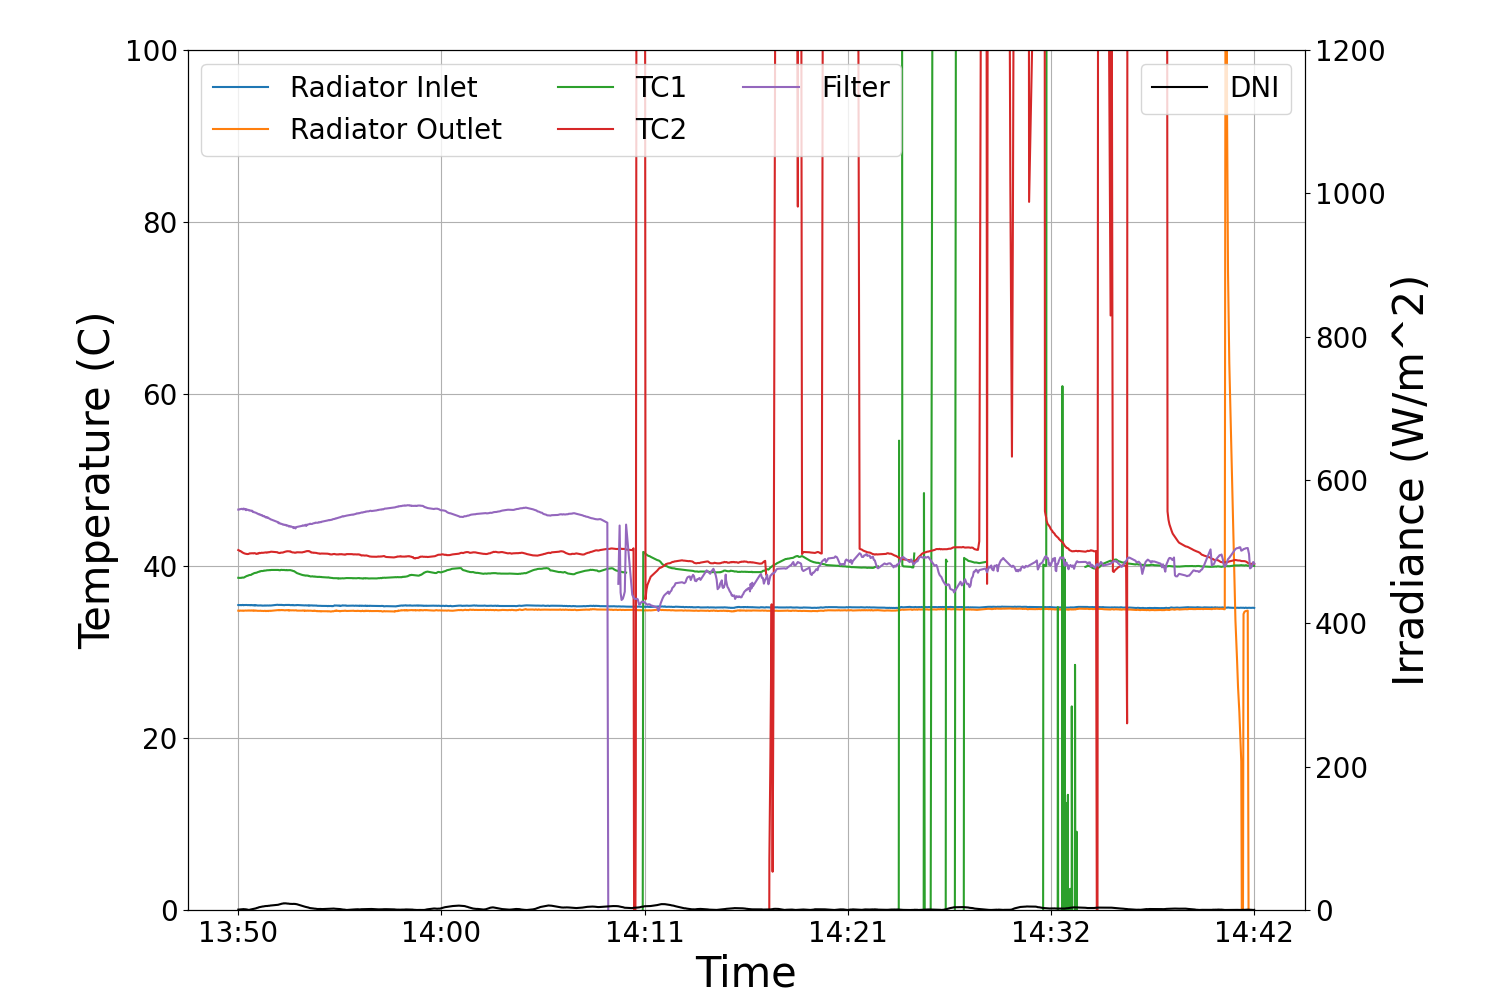 Radiator Inlet
Radiator Outlet
TC1
TC2
Filter
DNI
100
80
60
40
20
0
Temperature (C)
1200
1000
800
600
400
200
0
Irradiance (W/m^2)
13:50 14:00 14:11 14:21 14:32 14:42
Time